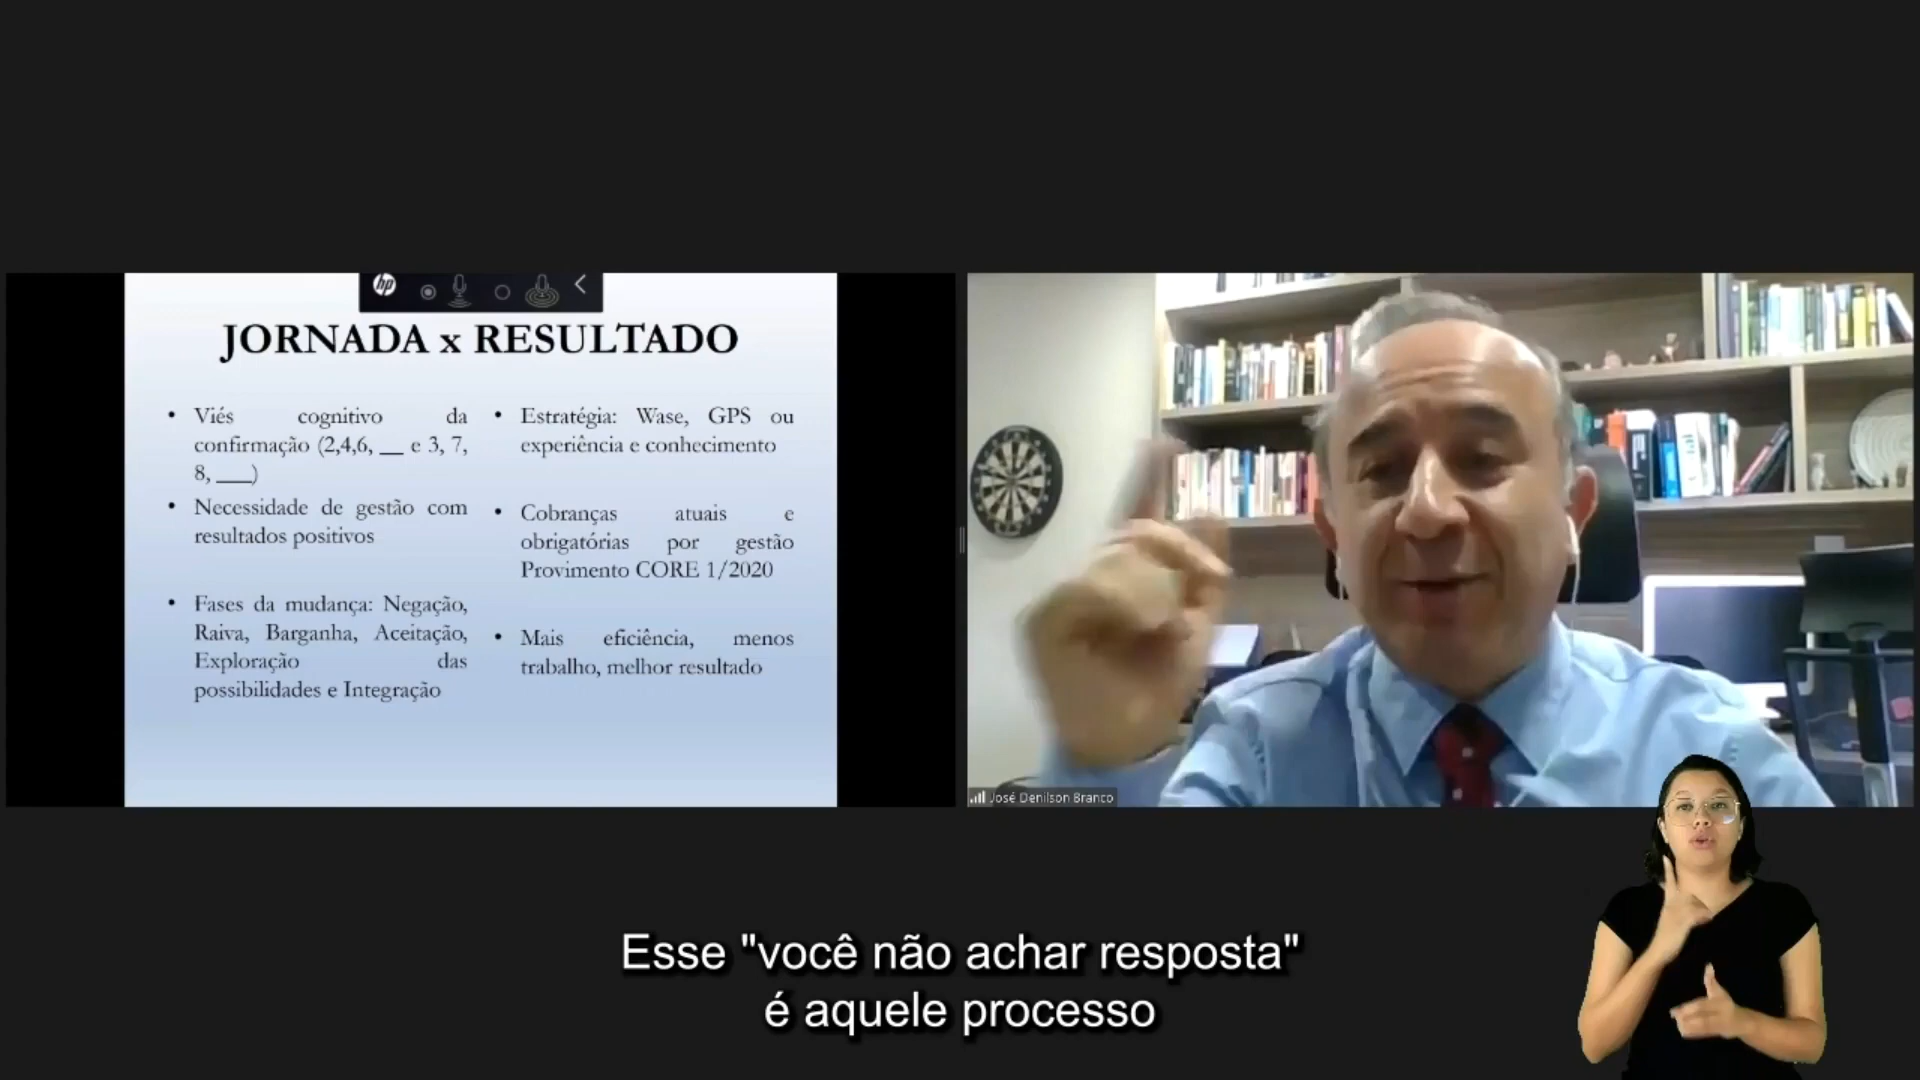 hp
JORNADA x RESULTADO
• Viés cognitivo da
confirmação (2,4,6, __ e 3, 7,
8, ___)
• Necessidade de gestão com
resultados positivos
• Fases da mudança: Negação,
Raiva, Barganha, Aceitação,
Exploração das
possibilidades e Integração
• Estratégia: Wase, GPS ou
experiência e conhecimento
• Cobranças atuais e
obrigatórias por gestão
Provimento CORE 1/2020
• Mais eficiência, menos
trabalho, melhor resultado
José Denilson Branco
Esse "você não achar resposta"
é aquele processo